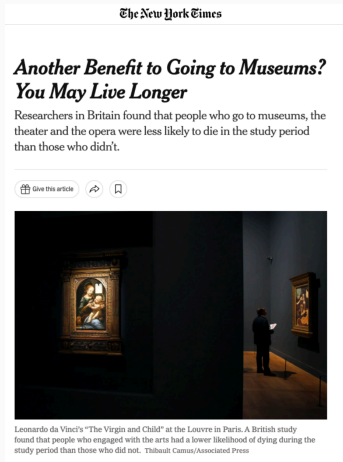 The New York Times
Another Benefit to Going to Museums?
You May Live Longer
Researchers in Britain found that people who go to museums, the
theater and the opera were less likely to die in the study period
than those who didn’t.
Give this article
Leonardo da Vinci’s “The Virgin and Child” at the Louvre in Paris. A British study
found that people who engaged with the arts had a lower likelihood of dying during the
study period than those who did not. Thibault Camus/Associated Press